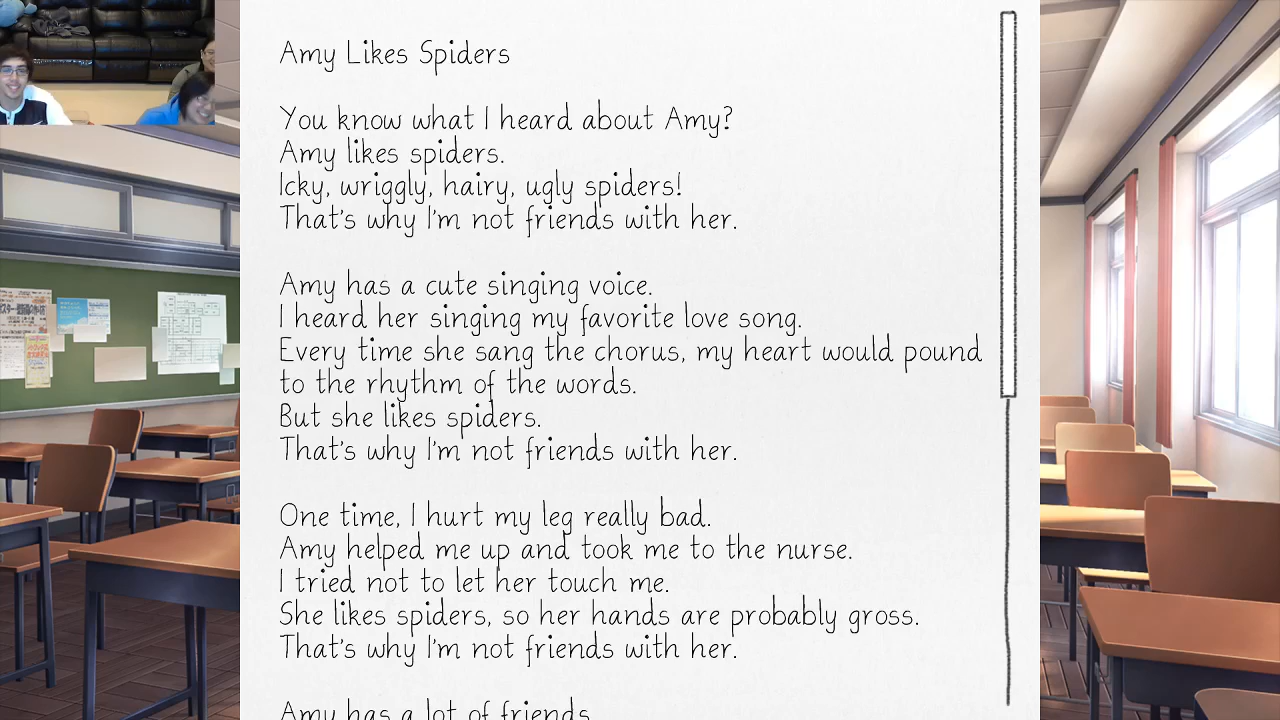 Amy Likes Spiders
You know what I heard about Amy?
Amy likes spiders.
Icky, wriggly, hairy, ugly spiders!
That's why I'm not friends with her.
Amy has a cute singing voice.
I heard her singing my favorite love song.
Every time she sang the chorus, my heart would pound
to the rhythm of the words.
But she likes spiders.
That's why I'm not friends with her.
One time, I hurt my leg really bad.
Amy helped me up and took me to the nurse.
I tried not to let her touch me.
She likes spiders, so her hands are probably gross.
That's why I'm not friends with her.
Amy has a lot of friends